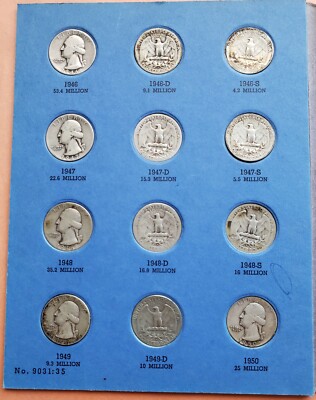 1946 1946-D 1946-S
53.4 MILLION 9.1 MILLION 4.2 MILLION
1947 1947-D 1947-S
22.6 MILLION 15.3 MILLION 5.5 MILLION
1948 1948-D 1948-S
35.2 MILLION 16.8 MILLION 16 MILLION
1949 1949-D 1950
9.3 MILLION 10 MILLION 25 MILLION
No. 9031:35